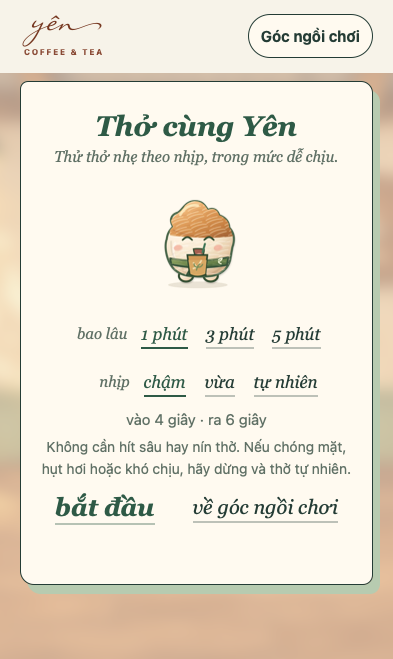 yên
COFFEE & TEA
Góc ngồi chơi
Thở cùng Yên
Thử thở nhẹ theo nhịp, trong mức dễ chịu.
bao lâu 1 phút 3 phút 5 phút
nhịp chậm vừa tự nhiên
vào 4 giây · ra 6 giây
Không cần hít sâu hay nín thở. Nếu chóng mặt,
hụt hơi hoặc khó chịu, hãy dừng và thở tự nhiên.
bắt đầu về góc ngồi chơi